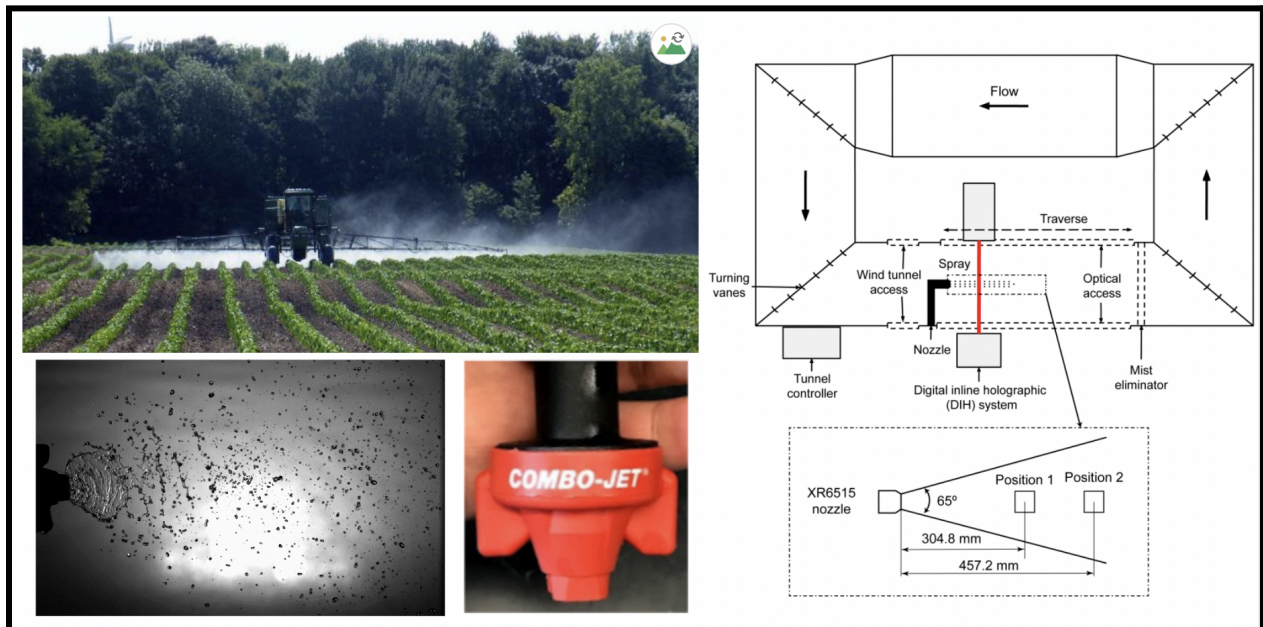 COMBO-JET®
Flow
Traverse
Spray
Wind tunnel
access
Optical
access
Turning
vanes
Nozzle
Tunnel
controller
Digital inline holographic
(DIH) system
Mist
eliminator
XR6515
nozzle
65º
Position 1
Position 2
304.8 mm
457.2 mm